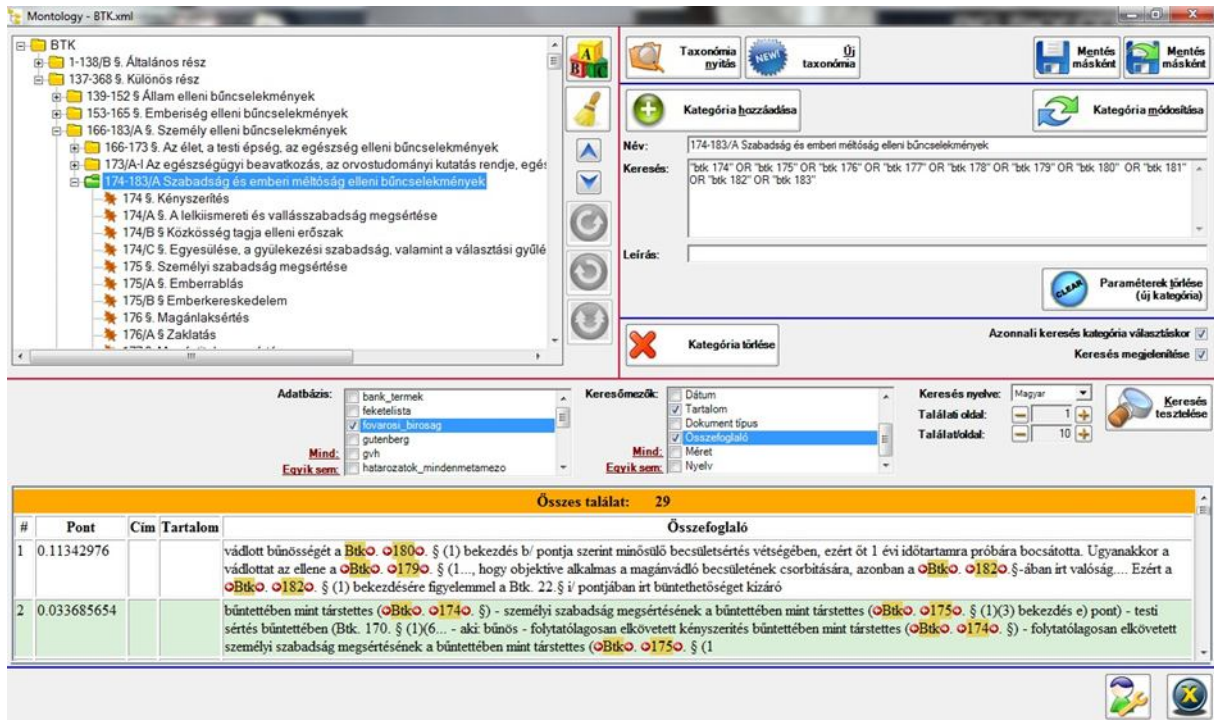 Montology - BTK.xml
BTK
1-138/B §. Általános rész
137-368 §. Különös rész
139-152 § Állam elleni bűncselekmények
153-165 §. Emberiség elleni bűncselekmények
166-183/A §. Személy elleni bűncselekmények
166-173 §. Az élet, a testi épség, az egészség elleni bűncselekmények
173/A-I Az egészségügyi beavatkozás, az orvostudományi kutatás rendje, egés
174-183/A Szabadság és emberi méltóság elleni bűncselekmények
174 §. Kényszerítés
174/A §. A lelkiismereti és vallásszabadság megsértése
174/B § Közkösség tagja elleni erőszak
174/C §. Egyesülése, a gyülekezési szabadság, valamint a választási gyűlé
175 §. Személyi szabadság megsértése
175/A §. Emberrablás
175/B § Emberkereskedelem
176 §. Magánlaksértés
176/A § Zaklatás
Taxonómia nyitás
NEW!
Új taxonómia
Mentés másként
Mentés másként
Kategória hozzáadása
Kategória módosítása
Név: 174-183/A Szabadság és emberi méltóság elleni bűncselekmények
Keresés: "btk 174" OR "btk 175" OR "btk 176" OR "btk 177" OR "btk 178" OR "btk 179" OR "btk 180" OR "btk 181"
OR "btk 182" OR "btk 183"
Leírás:
CLEAR
Paraméterek törlése
(új kategória)
Kategória törlése
Azonnali keresés kategória választáskor
Keresés megjelenítése
Adatbázis:
bank_termek
feketelista
fovarosi_birosag
gutenberg
Mind: gvh
Egyik sem: hatarozatok_mindenmetamezo
Keresőmezők:
Dátum
Tartalom
Dokument típus
Összefoglaló
Mind: Méret
Egyik sem: Nyelv
Keresés nyelve: Magyar
Találati oldal: 1
Találat/oldal: 10
Keresés tesztelése
Összes találat: 29
# Pont Cím Tartalom Összefoglaló
1 0.11342976 vádlott bűnösségét a Btk. 180. § (1) bekezdés b/ pontja szerint minősülő becsületsértés vétségében, ezért őt 1 évi időtartamra próbára bocsátotta. Ugyanakkor a
vádlottat az ellene a Btk. 179. § (1..., hogy objektíve alkalmas a magánvádló becsületének csorbítására, azonban a Btk. 182.§-ában írt valóság.... Ezért a
Btk. 182. § (1) bekezdésére figyelemmel a Btk. 22.§ i/ pontjában írt büntethetőséget kizáró
2 0.033685654 bűntettében mint társtettes (Btk. 174. §) - személyi szabadság megsértésének a bűntettében mint társtettes (Btk. 175. § (1)(3) bekezdés e) pont) - testi
sértés bűntettében (Btk. 170. § (1)(6... - aki: bűnös - folytatólagosan elkövetett kényszerítés bűntettében mint társtettes (Btk. 174. §) - folytatólagosan elkövetett
személyi szabadság megsértésének a bűntettében mint társtettes (Btk. 175. § (1